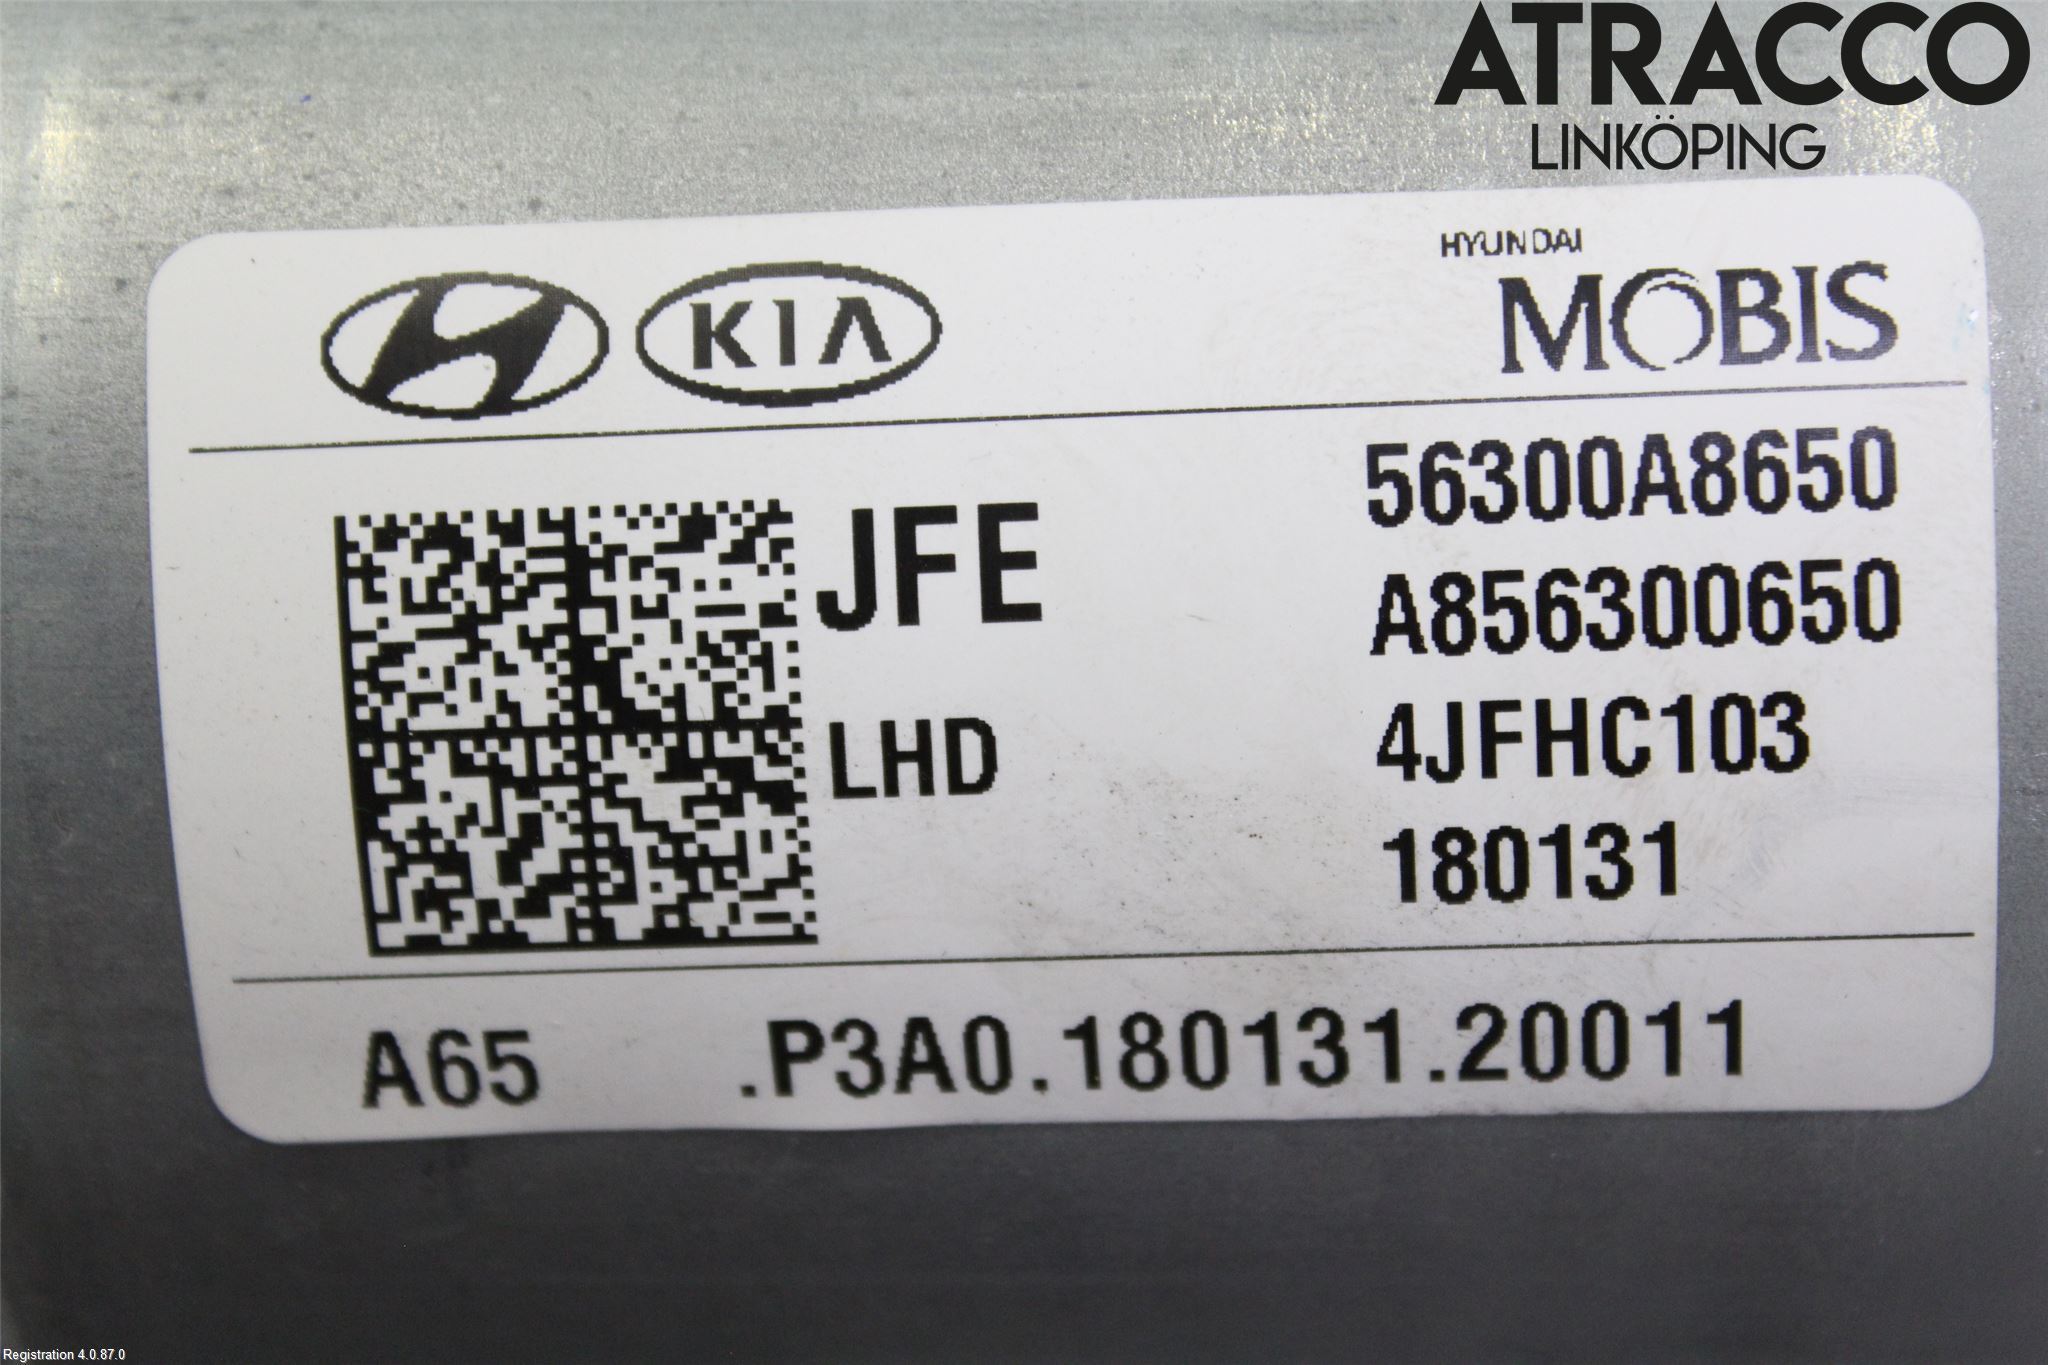 ATRACCO
LINKÖPING
KIA
HYUNDAI
MOBIS
JFE
LHD
56300A8650
A856300650
4JFHC103
180131
A65 .P3A0.180131.20011
Registration 4.0.87.0